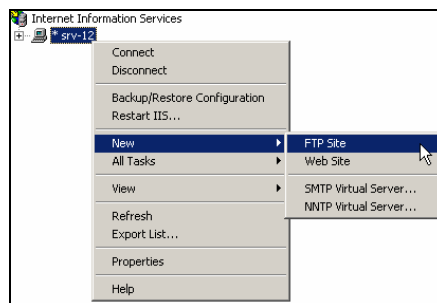 Internet Information Services
* srv-12
Connect
Disconnect
Backup/Restore Configuration
Restart IIS...
New
All Tasks
View
Refresh
Export List...
Properties
Help
FTP Site
Web Site
SMTP Virtual Server...
NNTP Virtual Server...